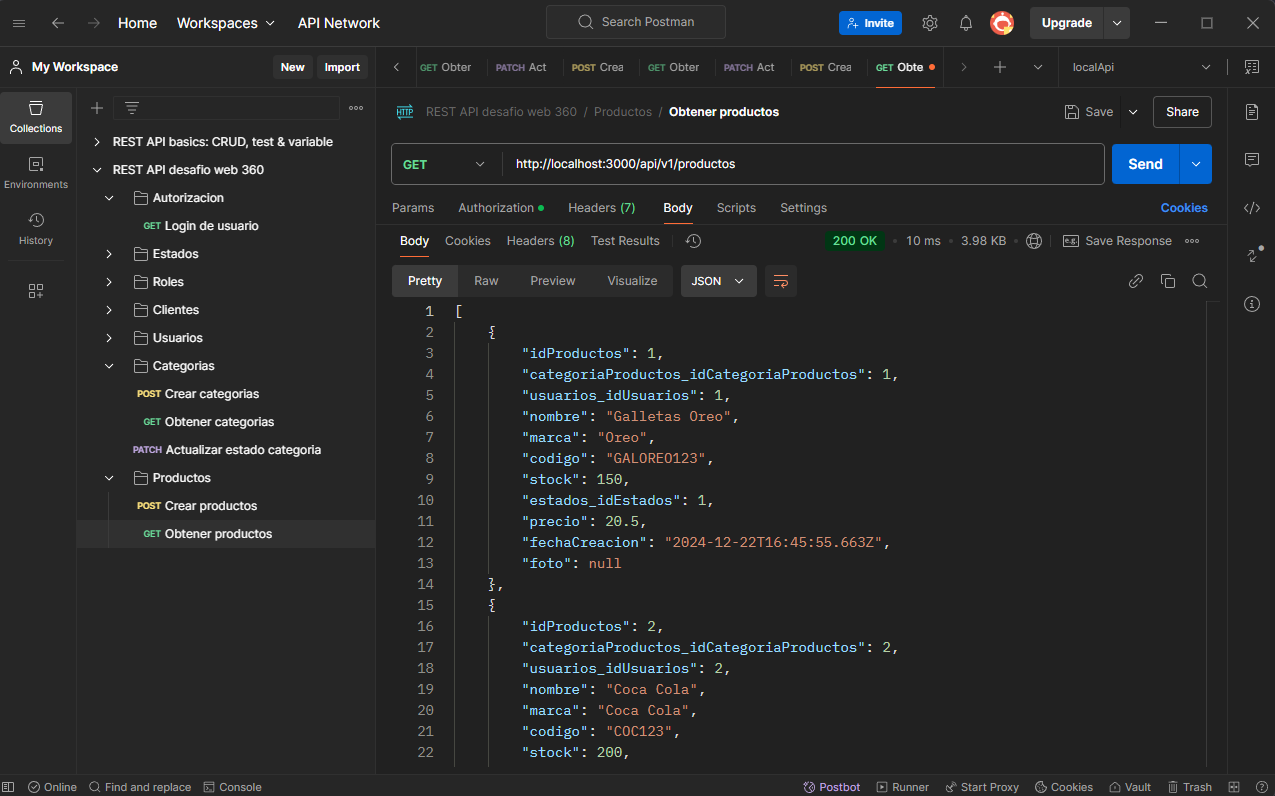 Home Workspaces API Network Search Postman Invite Upgrade
My Workspace New Import GET Obter PATCH Act POST Crea GET Obter PATCH Act POST Crea GET Obte localApi
Collections
Environments
History
REST API basics: CRUD, test & variable
REST API desafio web 360
Autorizacion
GET Login de usuario
Estados
Roles
Clientes
Usuarios
Categorias
POST Crear categorias
GET Obtener categorias
PATCH Actualizar estado categoria
Productos
POST Crear productos
GET Obtener productos
HTTP REST API desafio web 360 / Productos / Obtener productos Save Share
GET http://localhost:3000/api/v1/productos Send
Params Authorization Headers (7) Body Scripts Settings Cookies
Body Cookies Headers (8) Test Results 200 OK 10 ms 3.98 KB e.g. Save Response
Pretty Raw Preview Visualize JSON
1 [
2 {
3 "idProductos": 1,
4 "categoriaProductos_idCategoriaProductos": 1,
5 "usuarios_idUsuarios": 1,
6 "nombre": "Galletas Oreo",
7 "marca": "Oreo",
8 "codigo": "GALOREO123",
9 "stock": 150,
10 "estados_idEstados": 1,
11 "precio": 20.5,
12 "fechaCreacion": "2024-12-22T16:45:55.663Z",
13 "foto": null
14 },
15 {
16 "idProductos": 2,
17 "categoriaProductos_idCategoriaProductos": 2,
18 "usuarios_idUsuarios": 2,
19 "nombre": "Coca Cola",
20 "marca": "Coca Cola",
21 "codigo": "COC123",
22 "stock": 200,
Online Find and replace Console Postbot Runner Start Proxy Cookies Vault Trash